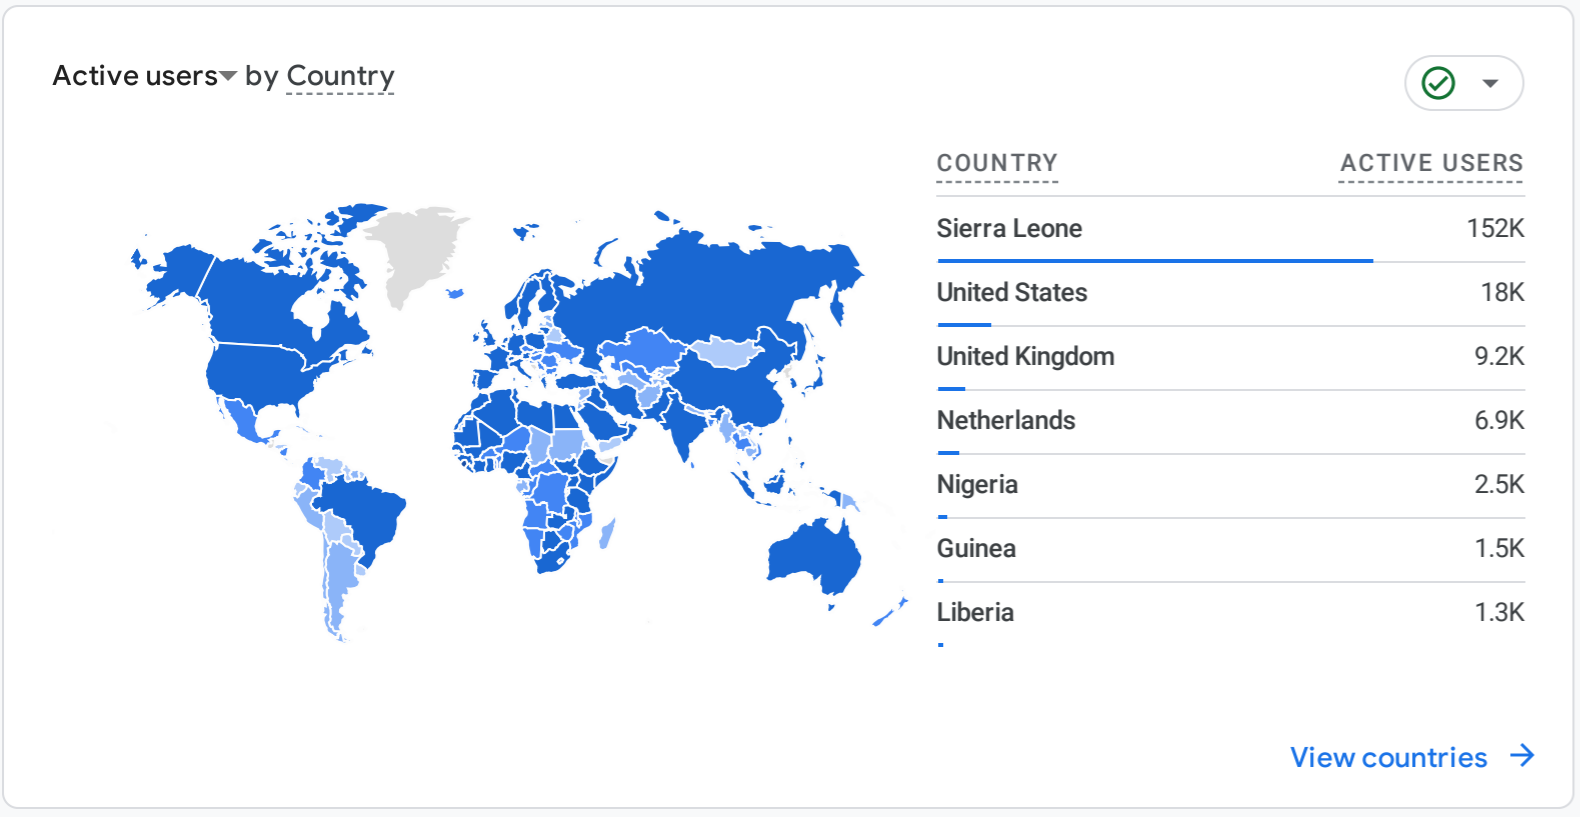 Active users by Country
COUNTRY ACTIVE USERS
Sierra Leone 152K
United States 18K
United Kingdom 9.2K
Netherlands 6.9K
Nigeria 2.5K
Guinea 1.5K
Liberia 1.3K
View countries